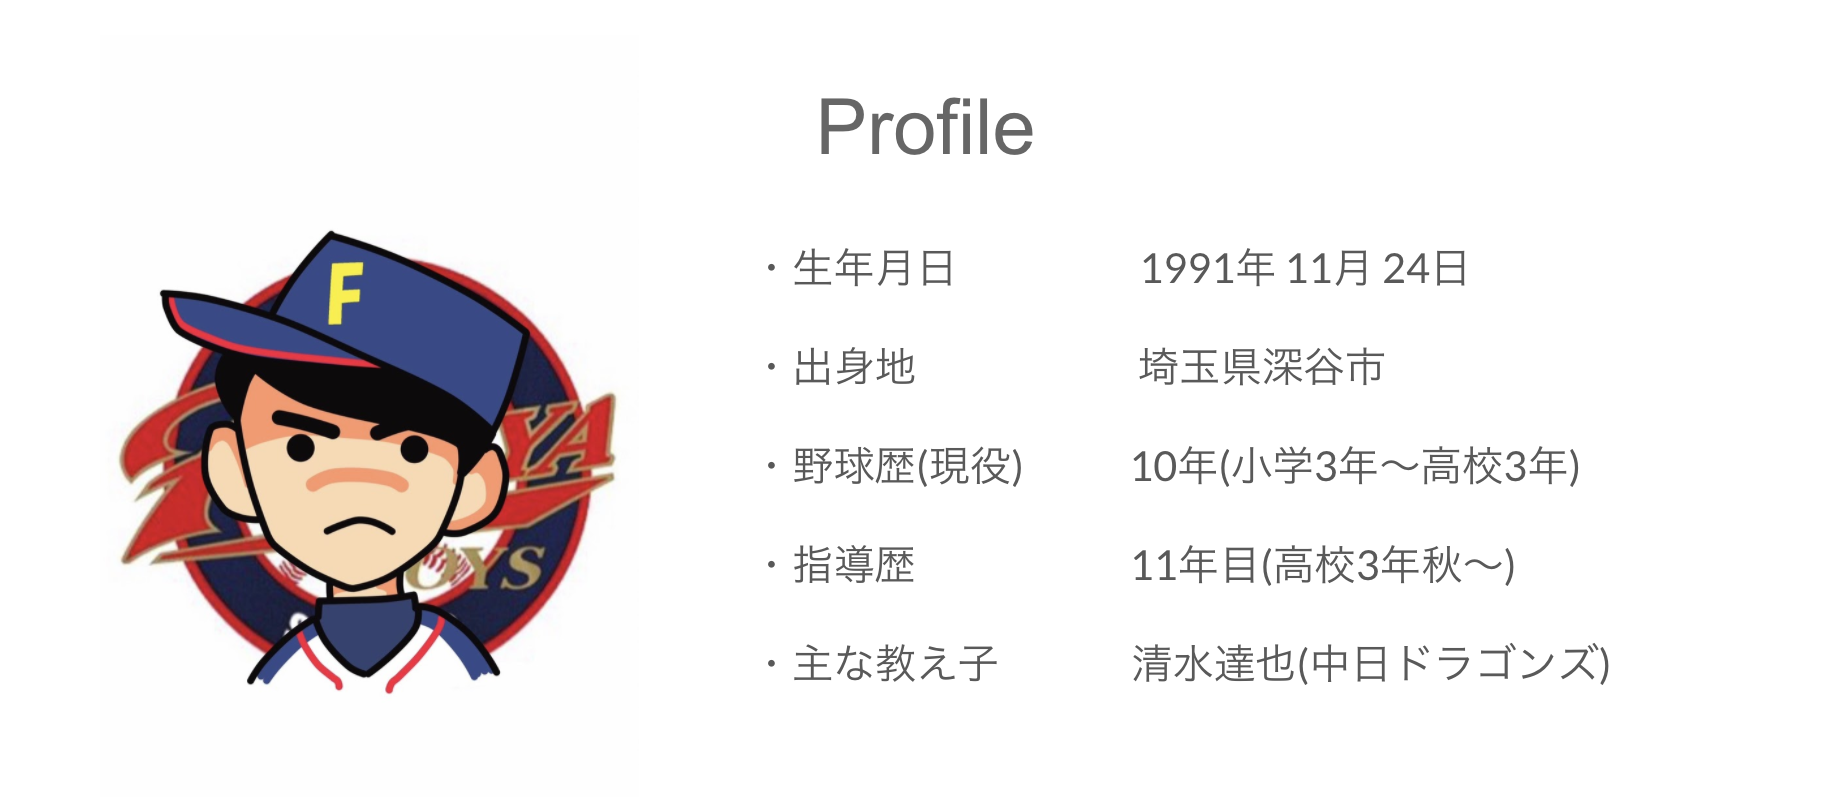 Profile
・生年月日 1991年 11月 24日
・出身地 埼玉県深谷市
・野球歴(現役) 10年(小学3年〜高校3年)
・指導歴 11年目(高校3年秋〜)
・主な教え子 清水達也(中日ドラゴンズ)
F
YA
OYS